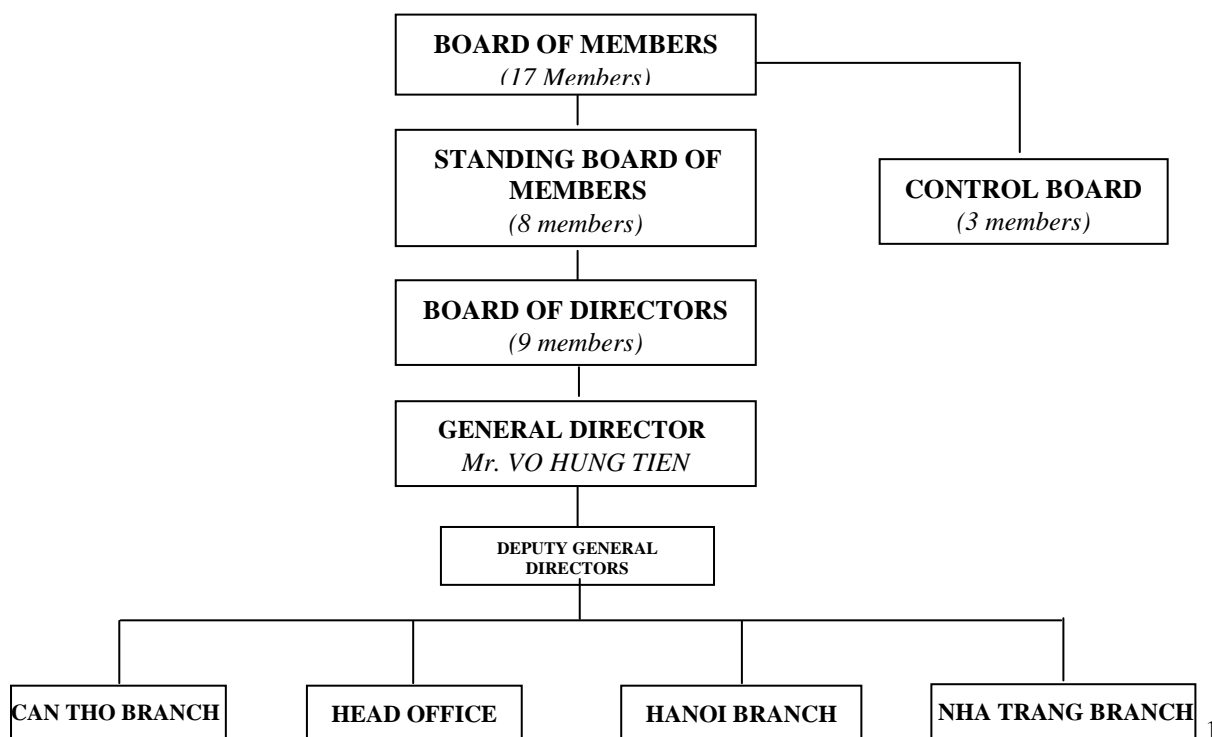 BOARD OF MEMBERS
(17 Members)
STANDING BOARD OF
MEMBERS
(8 members)
CONTROL BOARD
(3 members)
BOARD OF DIRECTORS
(9 members)
GENERAL DIRECTOR
Mr. VO HUNG TIEN
DEPUTY GENERAL
DIRECTORS
CAN THO BRANCH
HEAD OFFICE
HANOI BRANCH
NHA TRANG BRANCH
1